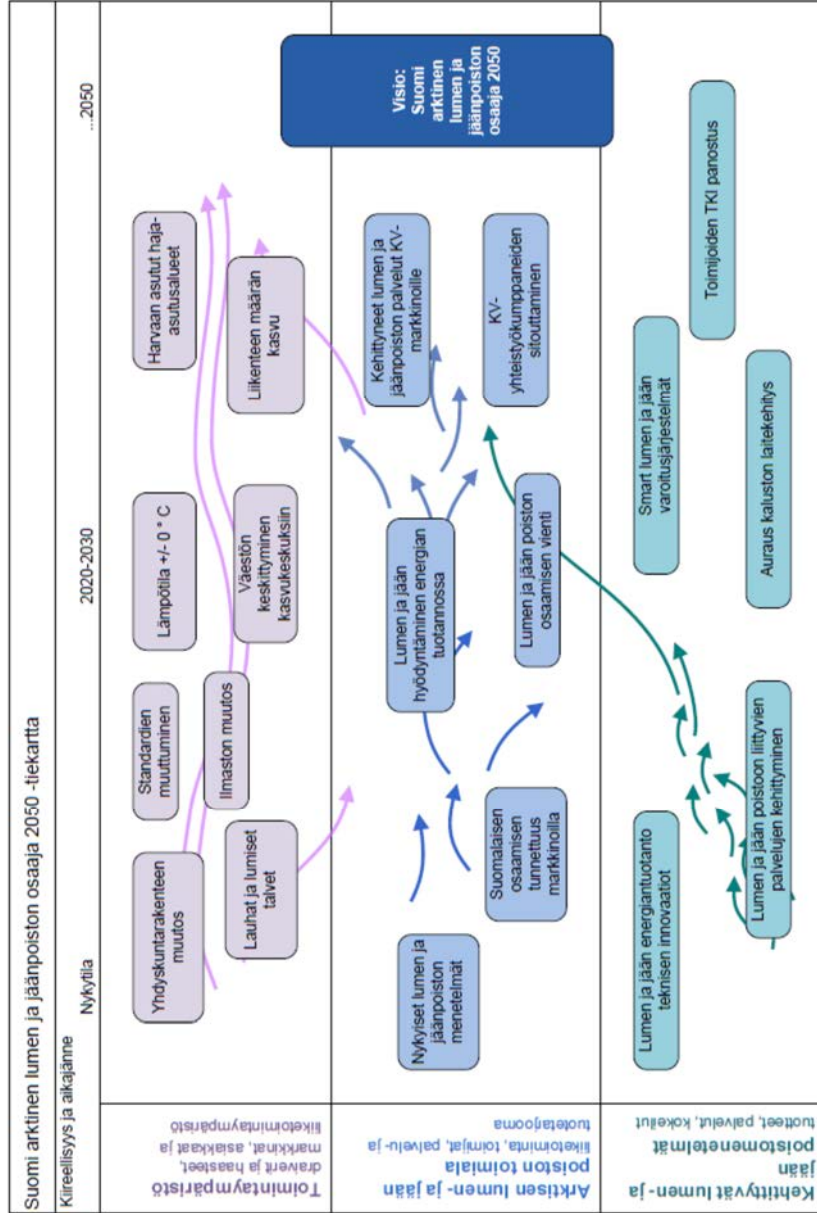 Suomi arktinen lumen ja jäänpoiston osaaja 2050 -tiekartta
Kiireellisyys ja aikajänne
Nykytila
2020-2030
...2050
Toimintaympäristö
draiverit ja haasteet,
markkinat, asiakkaat ja
liiketoimintaympäristö
Yhdyskuntarakenteen
muutos
Standardien
muuttuminen
Lämpötila +/- 0 ° C
Harvaan asutut haja-
asutusalueet
Lauhat ja lumiset
talvet
Ilmaston muutos
Väestön
keskittyminen
kasvukeskuksiin
Liikenteen määrän
kasvu
Arktisen lumen- ja jään
poiston toimiala
liiketoiminta, toimijat, palvelu- ja
tuotetarjooma
Nykyiset lumen ja
jäänpoiston
menetelmät
Suomalaisen
osaamisen
tunnettuus
markkinoilla
Lumen ja jään
hyödyntäminen energian
tuotannossa
Lumen ja jään poiston
osaamisen vienti
Kehittyneet lumen ja
jäänpoiston palvelut KV-
markkinoille
KV-
yhteistyökumppaneiden
sitouttaminen
Visio:
Suomi
arktinen
lumen ja
jäänpoiston
osaaja 2050
Kehtittyvät lumen- ja
jään
poistomenetelmät
tuotteet, palvelut, kokeilut
Lumen ja jään energiantuotanto
teknisen innovaatiot
Lumen ja jään poistoon liittyvien
palvelujen kehittyminen
Smart lumen ja jään
varoitusjärjestelmät
Auraus kaluston laitekehitys
Toimijoiden TKI panostus